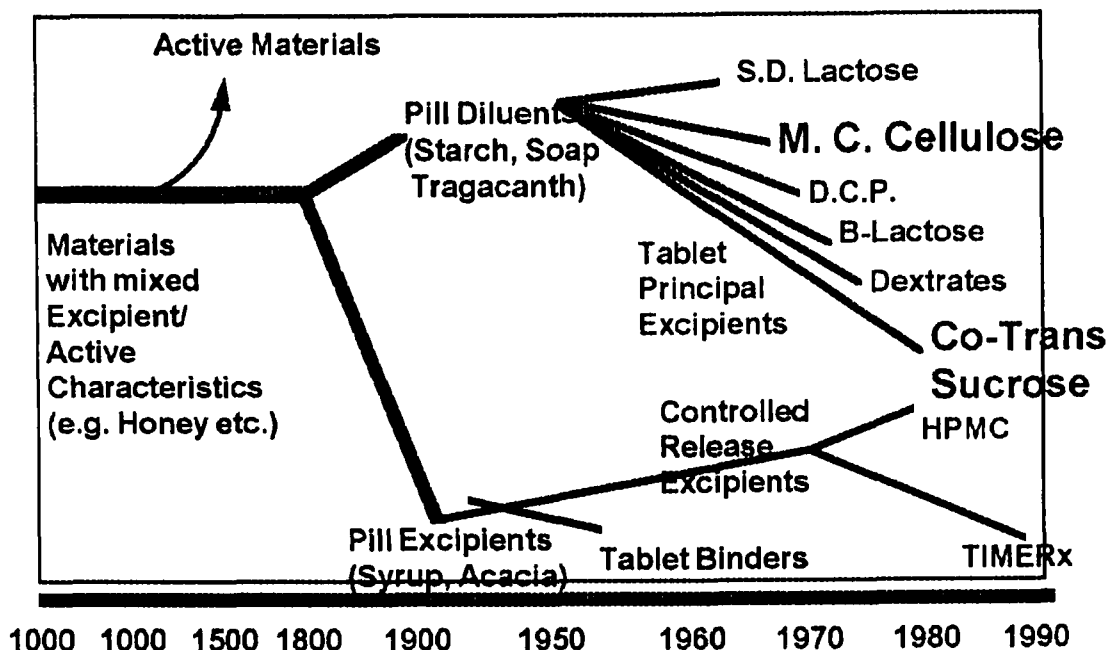 Active Materials
S.D. Lactose
Pill Diluents
(Starch, Soap
Tragacanth)
M. C. Cellulose
D.C.P.
B-Lactose
Dextrates
Materials
with mixed
Excipient/
Active
Characteristics
(e.g. Honey etc.)
Tablet
Principal
Excipients
Co-Trans
Sucrose
Controlled
Release
Excipients
HPMC
Pill Excipients
(Syrup, Acacia)
Tablet Binders
TIMERx
1000 1000 1500 1800 1900 1950 1960 1970 1980 1990